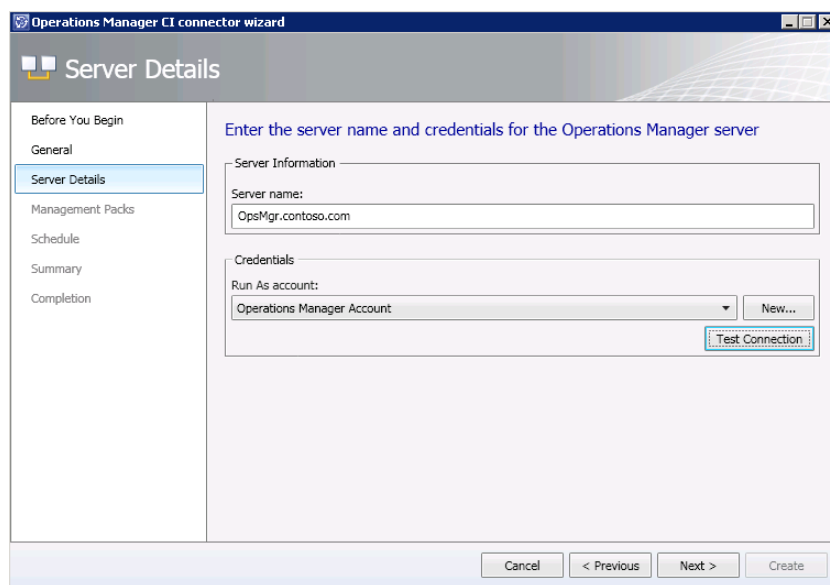 Operations Manager CI connector wizard
Server Details
Before You Begin
General
Server Details
Management Packs
Schedule
Summary
Completion
Enter the server name and credentials for the Operations Manager server
Server Information
Server name:
OpsMgr.contoso.com
Credentials
Run As account:
Operations Manager Account
New...
Test Connection
Cancel
< Previous
Next >
Create